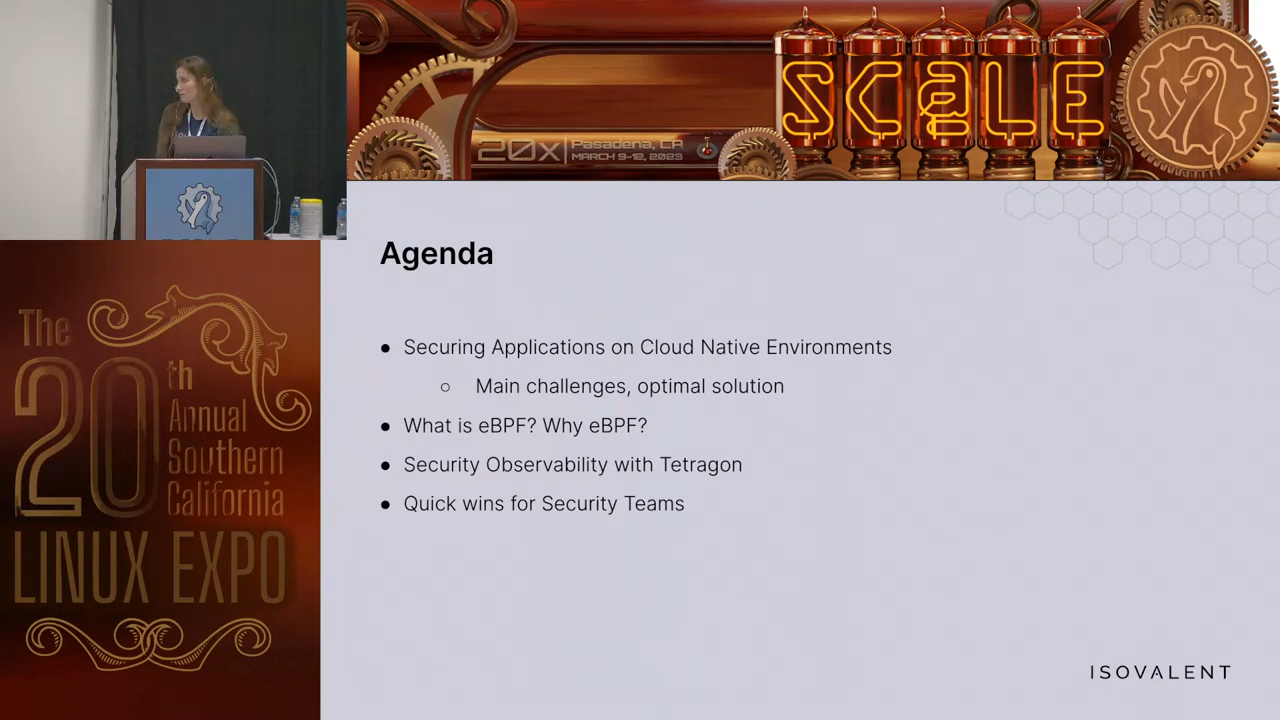 SCaLE
20x
Pasadena, CA
MARCH 9-12, 2023
The
20th
Annual
Southern
California
LINUX EXPO
Agenda
● Securing Applications on Cloud Native Environments
○ Main challenges, optimal solution
● What is eBPF? Why eBPF?
● Security Observability with Tetragon
● Quick wins for Security Teams
ISOVALENT